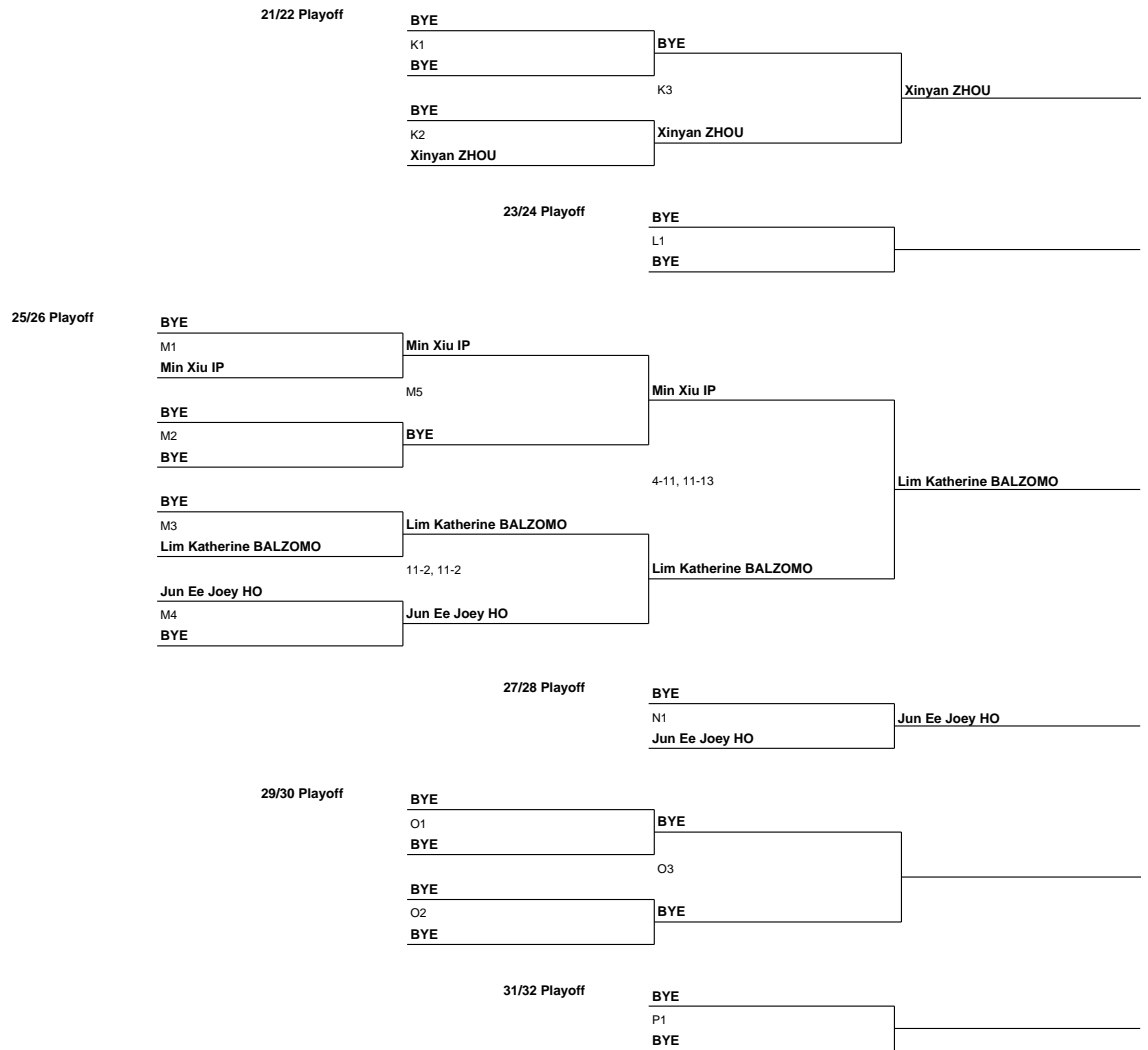 21/22 Playoff
BYE
K1
BYE
BYE
K3
Xinyan ZHOU
BYE
K2
Xinyan ZHOU
Xinyan ZHOU
23/24 Playoff
BYE
L1
BYE
25/26 Playoff
BYE
M1
Min Xiu IP
Min Xiu IP
M5
Min Xiu IP
BYE
M2
BYE
BYE
4-11, 11-13
Lim Katherine BALZOMO
BYE
M3
Lim Katherine BALZOMO
Lim Katherine BALZOMO
11-2, 11-2
Lim Katherine BALZOMO
Jun Ee Joey HO
M4
Jun Ee Joey HO
BYE
27/28 Playoff
BYE
N1
Jun Ee Joey HO
Jun Ee Joey HO
29/30 Playoff
BYE
O1
BYE
BYE
O3
BYE
O2
BYE
BYE
31/32 Playoff
BYE
P1
BYE